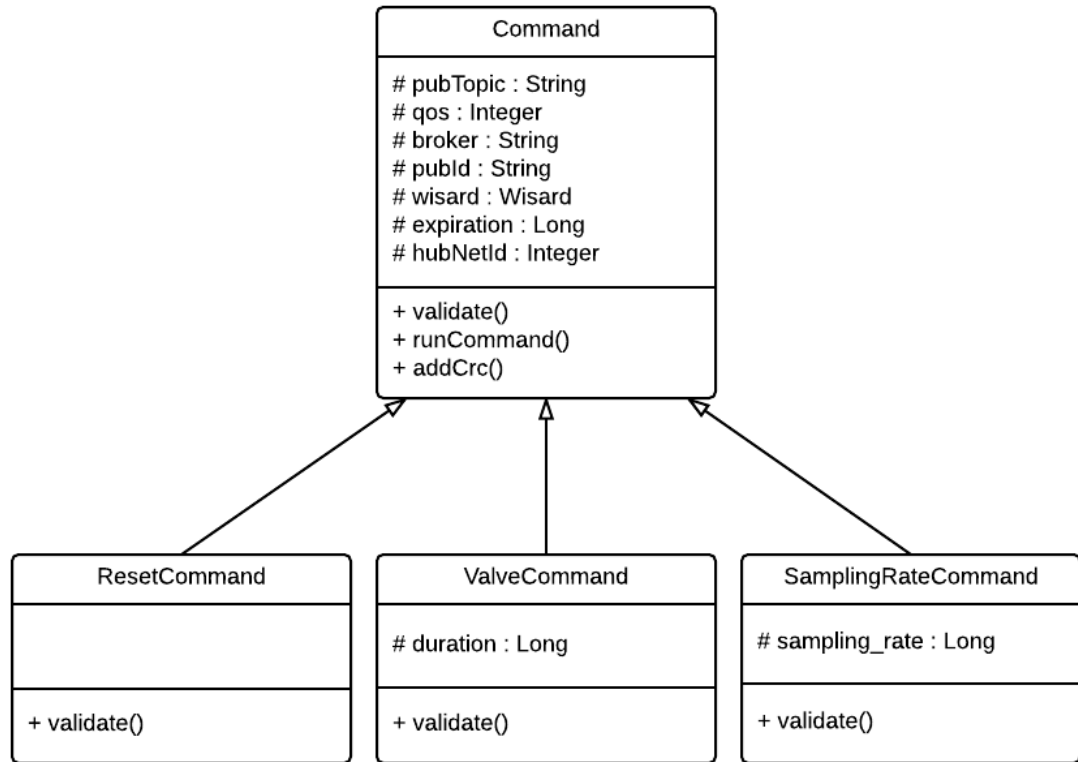 Command
# pubTopic : String
# qos : Integer
# broker : String
# pubId : String
# wisard : Wisard
# expiration : Long
# hubNetId : Integer
+ validate()
+ runCommand()
+ addCrc()
ResetCommand
+ validate()
ValveCommand
# duration : Long
+ validate()
SamplingRateCommand
# sampling_rate : Long
+ validate()